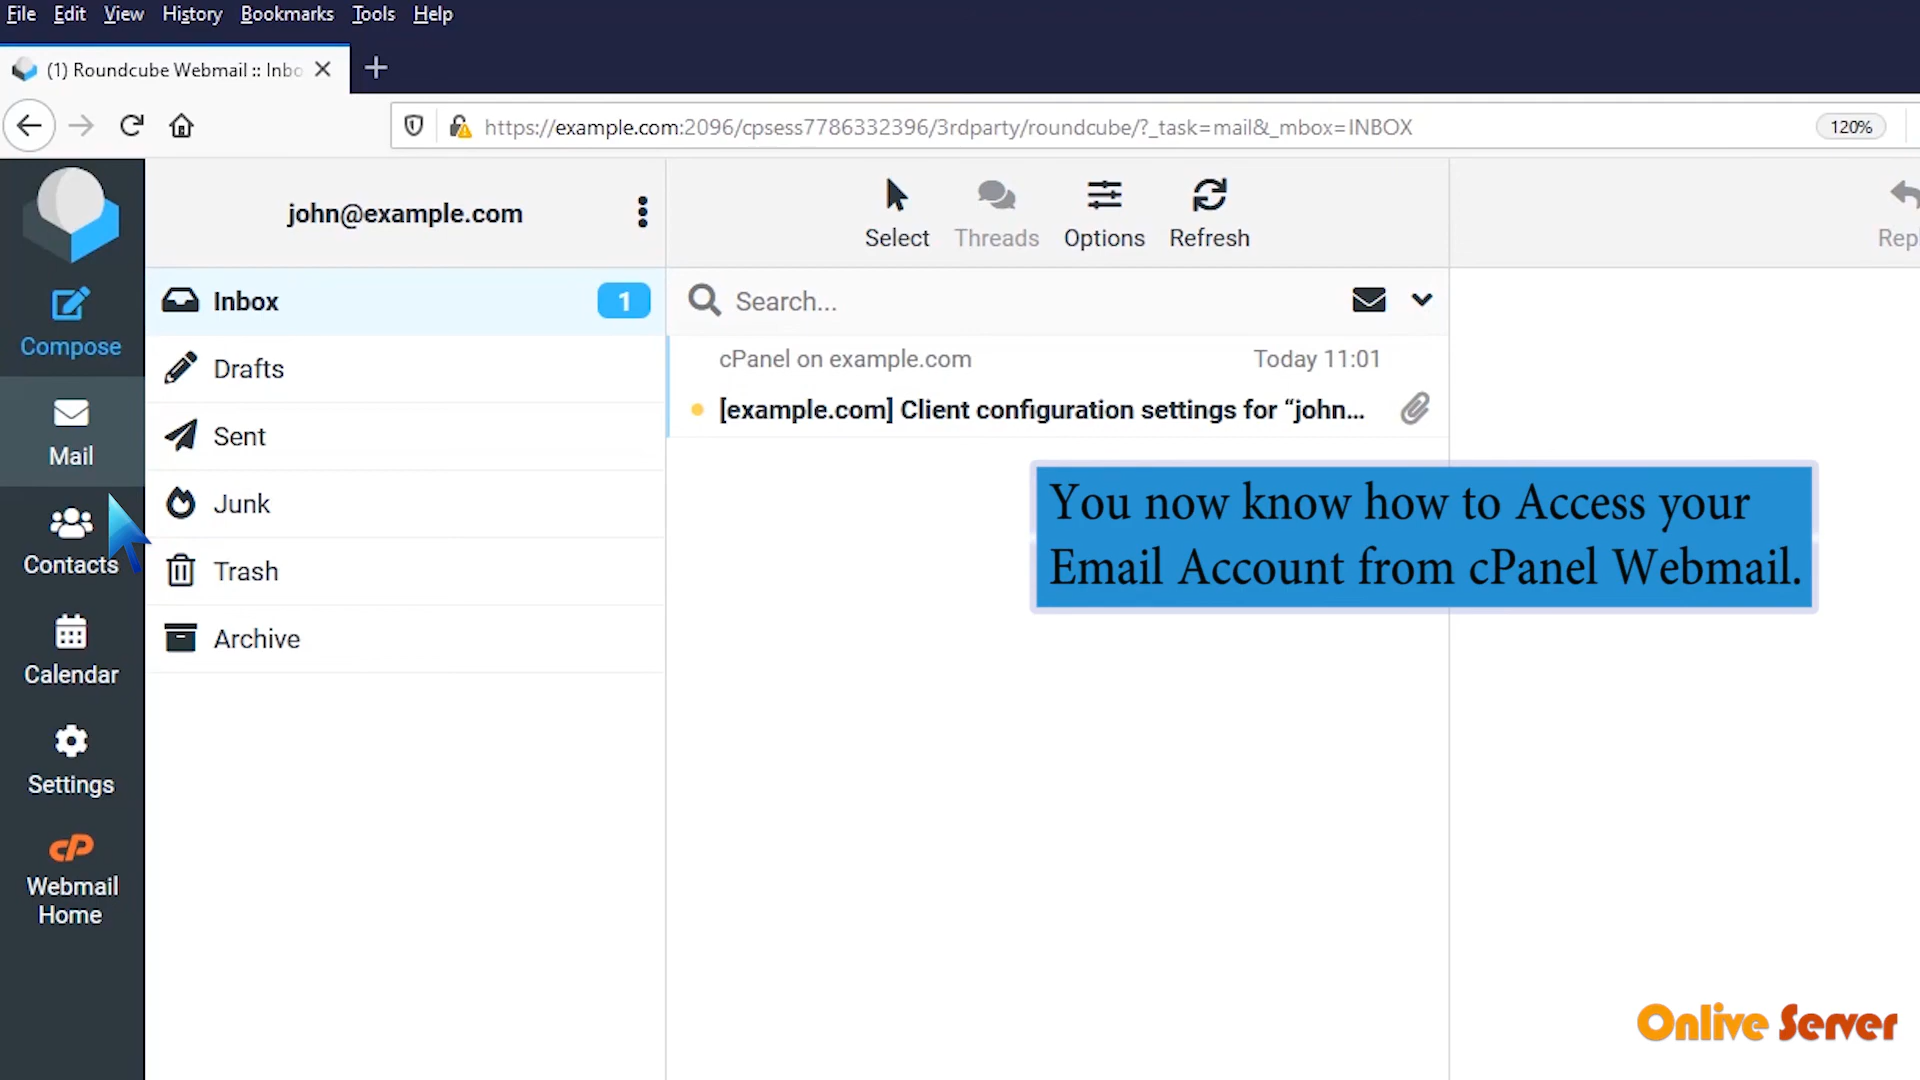 File Edit View History Bookmarks Tools Help
(1) Roundcube Webmail :: Inbo
https://example.com:2096/cpsess7786332396/3rdparty/roundcube/?_task=mail&_mbox=INBOX
120%
john@example.com
Select Threads Options Refresh
Repl
Compose
Mail
Contacts
Calendar
Settings
cP
Webmail
Home
Inbox 1
Drafts
Sent
Junk
Trash
Archive
Search...
cPanel on example.com Today 11:01
[example.com] Client configuration settings for “john...
You now know how to Access your
Email Account from cPanel Webmail.
Onlive Server